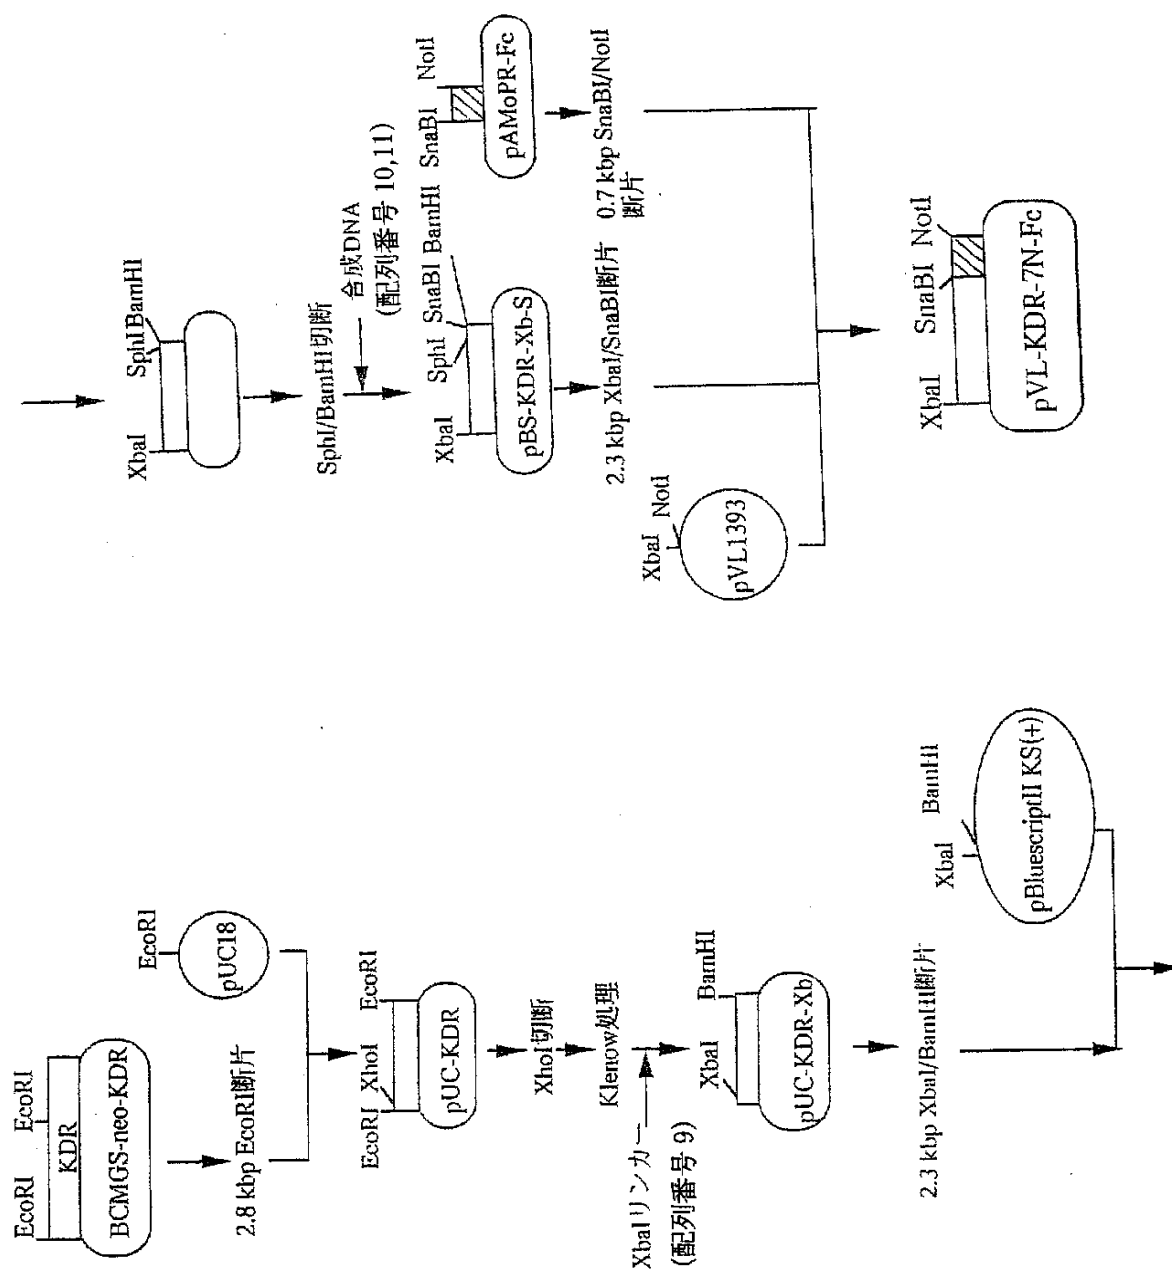 EcoRI
EcoRI
KDR
BCMGS-neo-KDR
EcoRI
pUC18
2.8 kbp EcoRI断片
EcoRI
XhoI
EcoRI
pUC-KDR
XhoI切断
Klenow処理
XbaIリンカー
(配列番号 9)
XbaI
BamHI
pUC-KDR-Xb
2.3 kbp XbaI/BamHI断片
XbaI
BamHI
pBluescriptII KS(+)
XbaI
SphI
BamHI
SphI/BamHI切断
合成DNA
(配列番号 10,11)
XbaI
SphI
SnaBI
BamHI
pBS-KDR-Xb-S
SnaBI
NotI
pAMoPR-Fc
2.3 kbp XbaI/SnaBI断片
0.7 kbp SnaBI/NotI
断片
XbaI
NotI
pVL1393
XbaI
SnaBI
NotI
pVL-KDR-7N-Fc